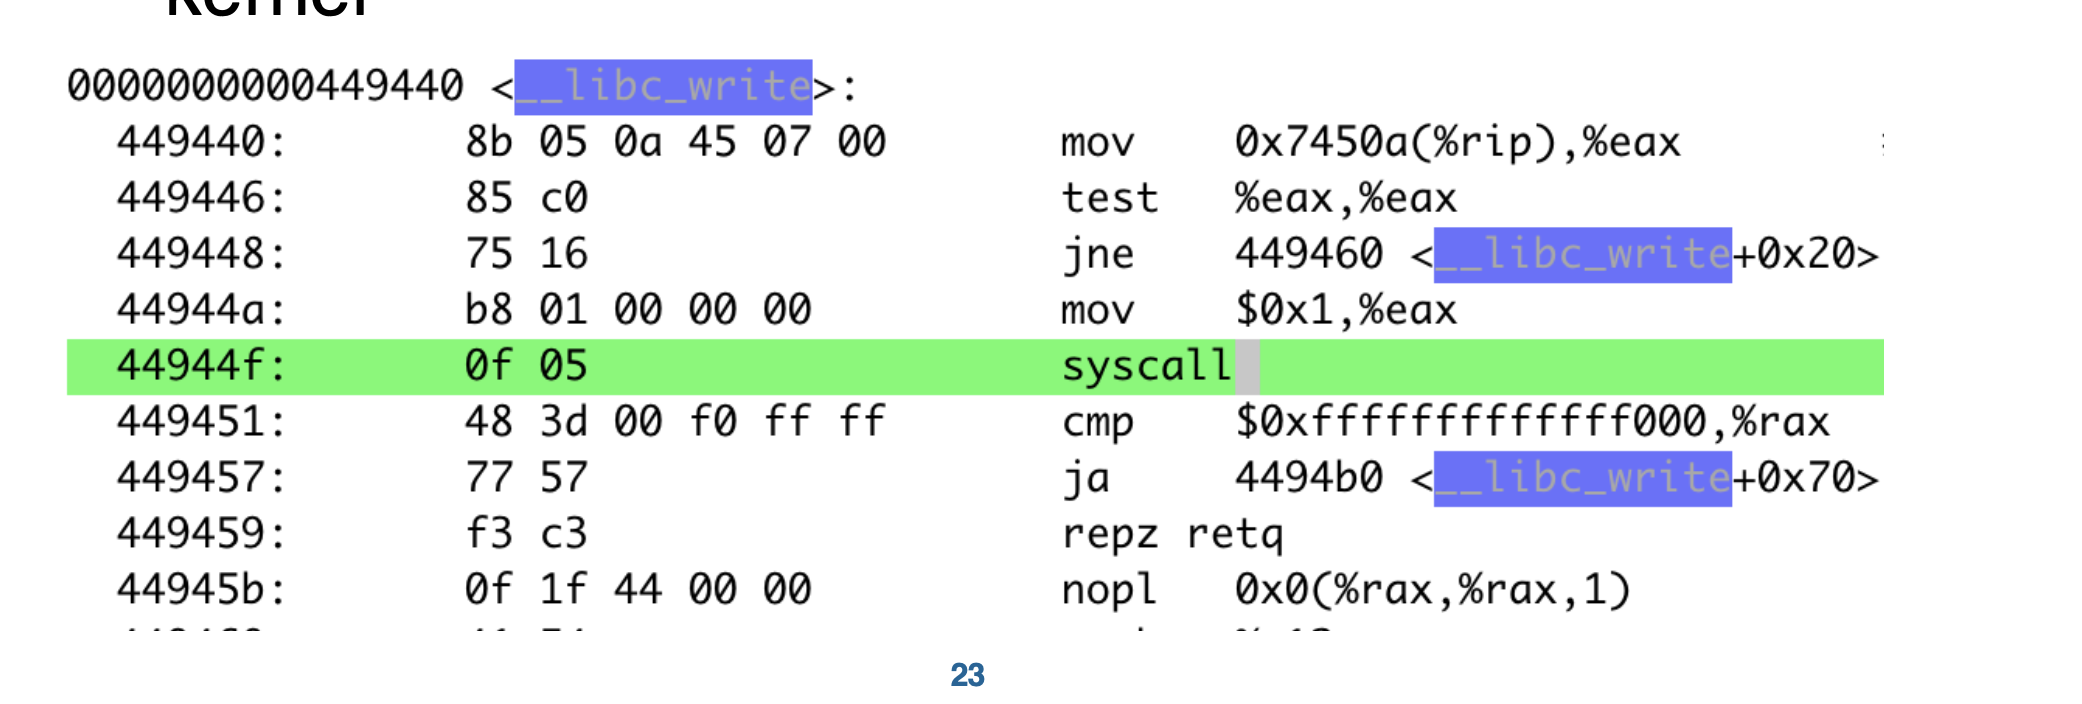 kernel
0000000000449440 <__libc_write>:
449440: 8b 05 0a 45 07 00 mov 0x7450a(%rip),%eax
449446: 85 c0 test %eax,%eax
449448: 75 16 jne 449460 <__libc_write+0x20>
44944a: b8 01 00 00 00 mov $0x1,%eax
44944f: 0f 05 syscall
449451: 48 3d 00 f0 ff ff cmp $0xfffffffffffff000,%rax
449457: 77 57 ja 4494b0 <__libc_write+0x70>
449459: f3 c3 repz retq
44945b: 0f 1f 44 00 00 nopl 0x0(%rax,%rax,1)
23